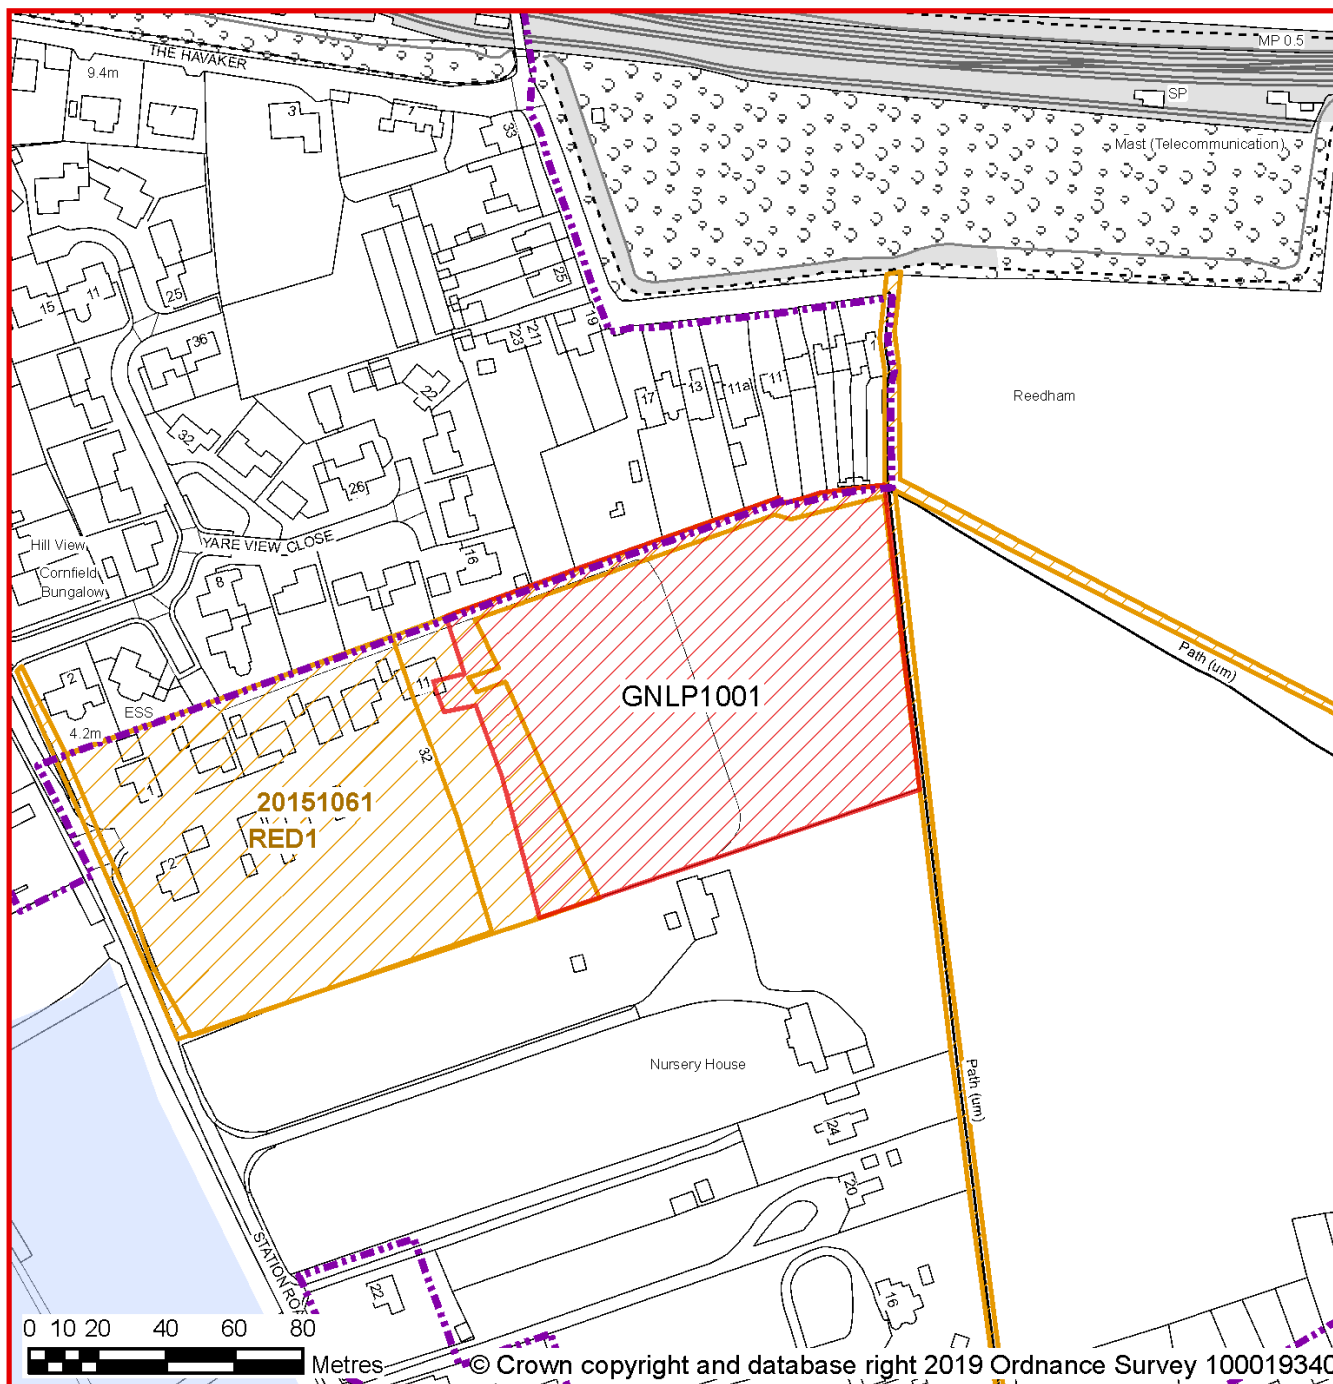 MP 0.5
THE HAVAKER
9.4m
SP
7
3
7
33
Mast (Telecommunication)
11
15
25
25
36
19
21
23
1
Reedham
22
17
13
11a
11
32
26
Hill View
YARE VIEW CLOSE
16
Cornfield
Bungalow
8
Path (um)
2
11
GNLP1001
ESS
4.2m
32
1
20151061
RED1
2
Nursery House
Path (um)
24
20
STATION ROA
22
16
0 10 20 40 60 80
Metres
© Crown copyright and database right 2019 Ordnance Survey 100019340